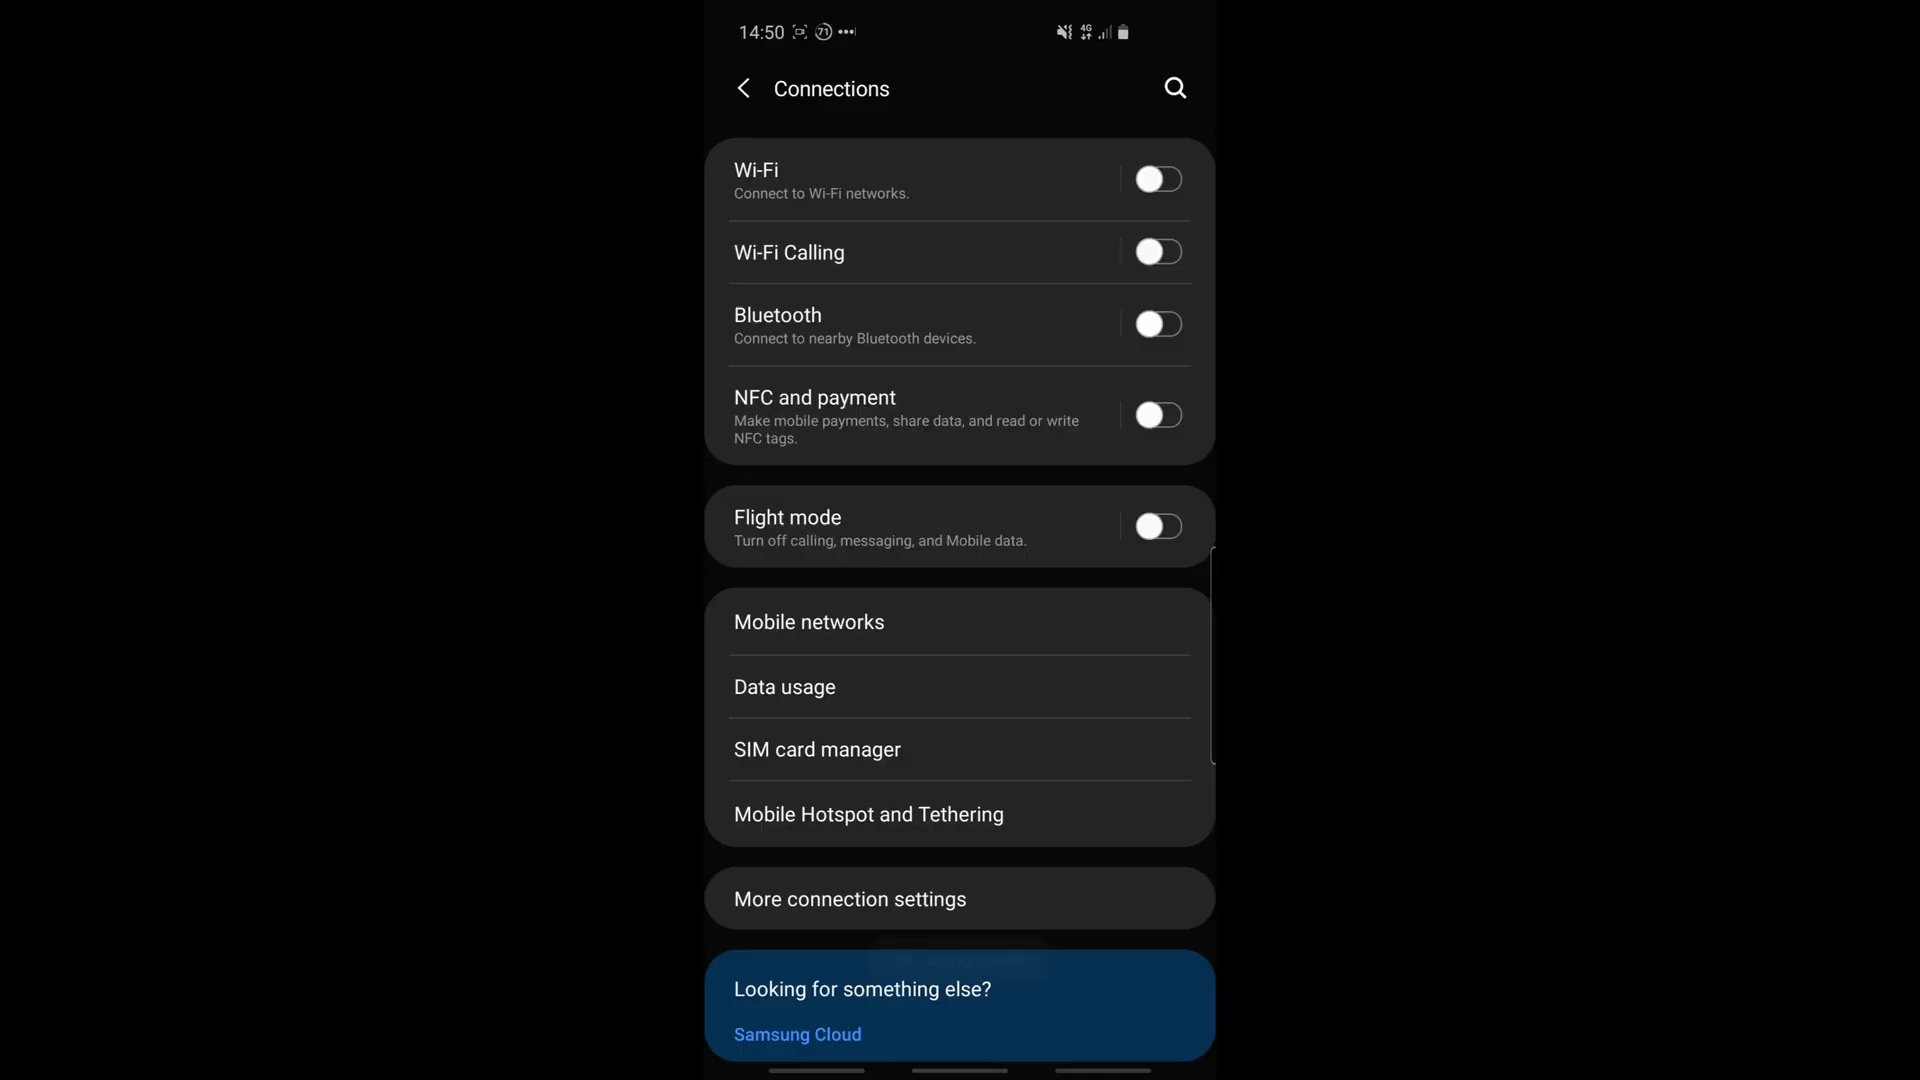 14:50 71
4G
Connections
Wi-Fi
Connect to Wi-Fi networks.
Wi-Fi Calling
Bluetooth
Connect to nearby Bluetooth devices.
NFC and payment
Make mobile payments, share data, and read or write
NFC tags.
Flight mode
Turn off calling, messaging, and Mobile data.
Mobile networks
Data usage
SIM card manager
Mobile Hotspot and Tethering
More connection settings
Looking for something else?
Samsung Cloud